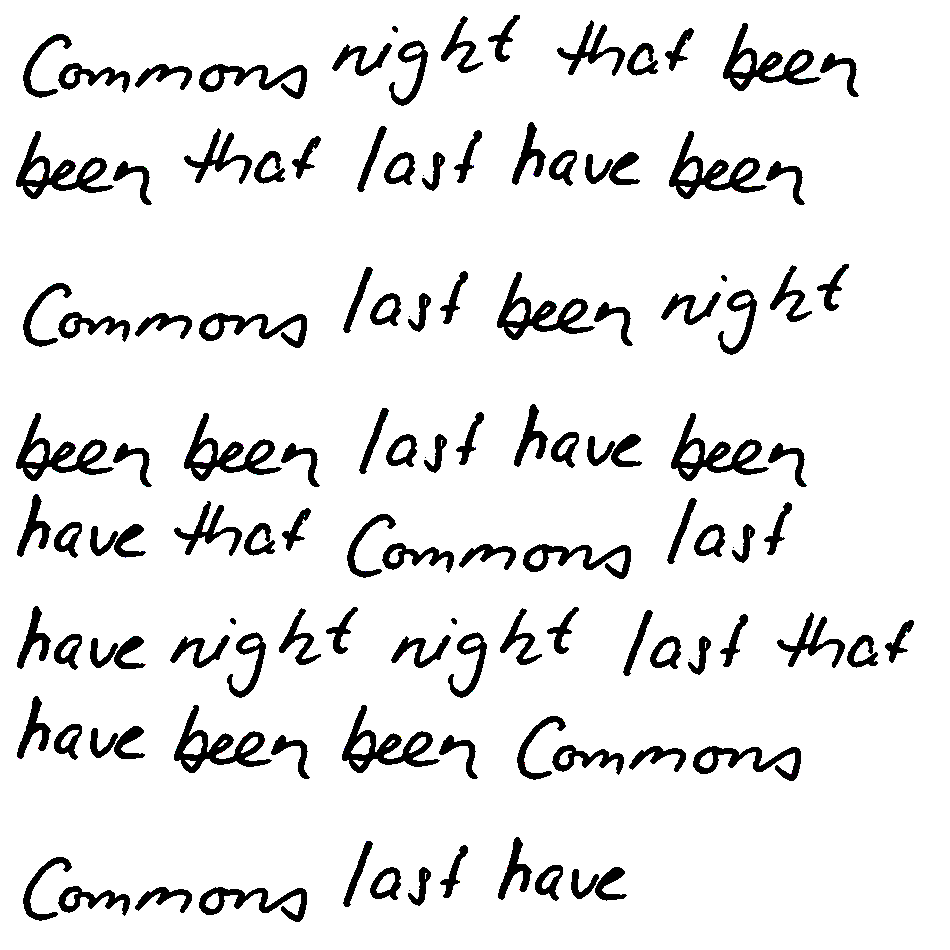 Commons night that been
been that last have been
Commons last been night
been been last have been
have that Commons last
have night night last that
have been been Commons
Commons last have